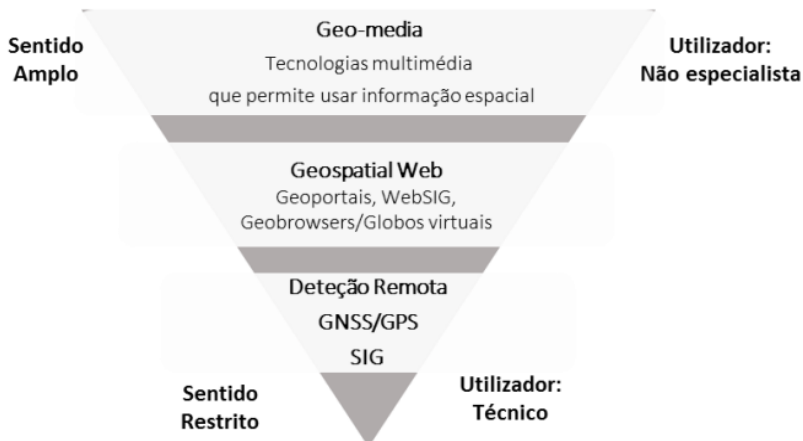 Geo-media
Sentido
Amplo
Utilizador:
Não especialista
Tecnologias multimédia
que permite usar informação espacial
Geospatial Web
Geoportais, WebSIG,
Geobrowsers/Globos virtuais
Deteção Remota
GNSS/GPS
SIG
Sentido
Restrito
Utilizador:
Técnico